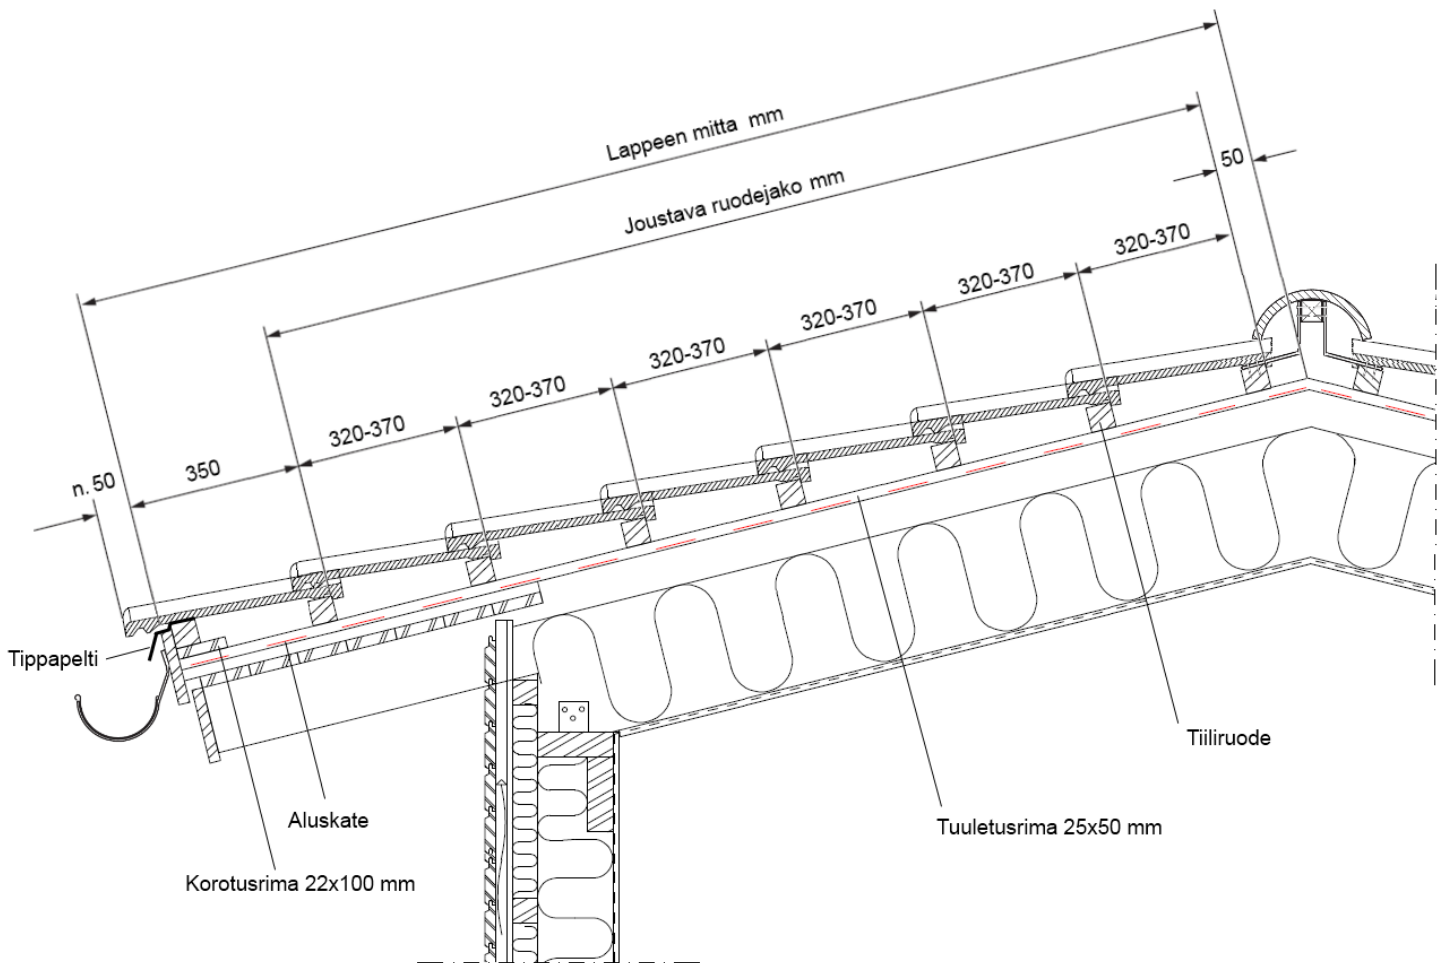 Lappeen mitta mm
Joustava ruodejako mm
50
320-370
320-370
320-370
320-370
320-370
320-370
350
n. 50
Tippapelti
Tiiliruode
Aluskate
Tuuletusrima 25x50 mm
Korotusrima 22x100 mm